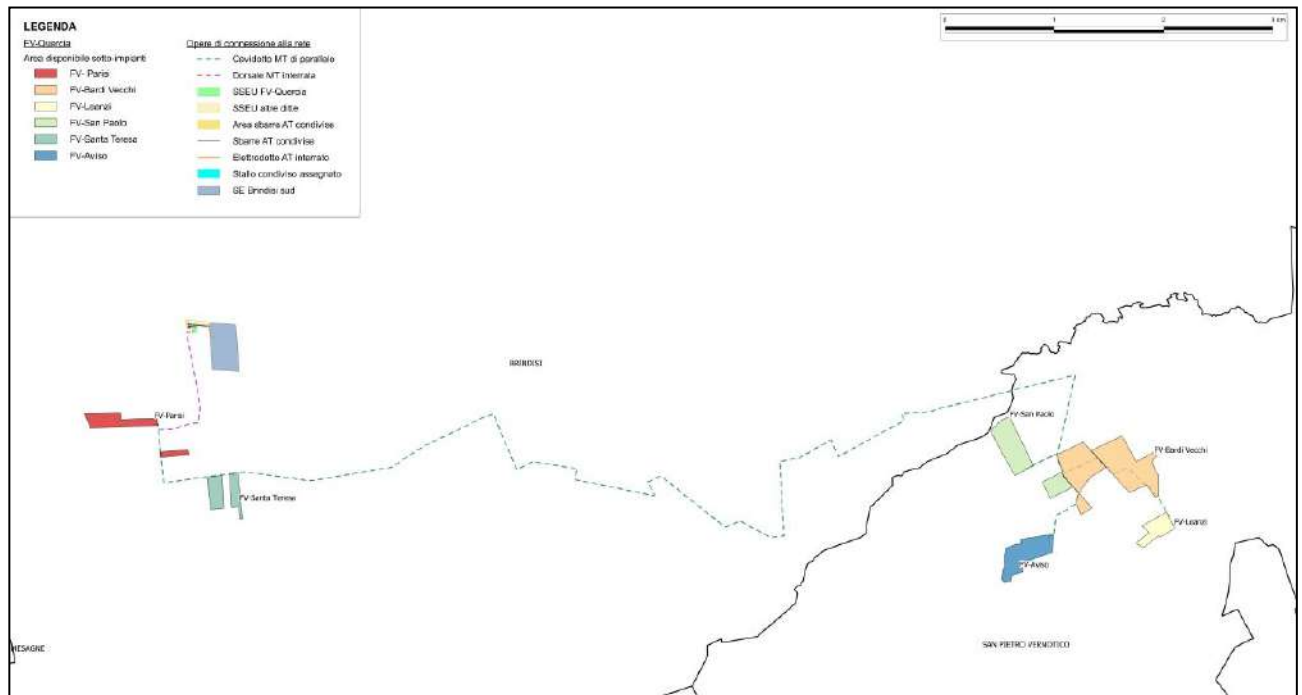 LEGENDA
FV-Quercia
Area disponibile sotto-impianti
FV- Parisi
FV-Bardi Vecchi
FV-Leanzi
FV-San Paolo
FV-Santa Teresa
FV-Aviso
Opere di connessione alla rete
Cavidotto MT di parallelo
Dorsale MT interrata
SSEU FV-Quercia
SSEU altre ditte
Area sbarre AT condivise
Sbarre AT condivise
Elettrodotto AT interrato
Stallo condiviso assegnato
SE Brindisi sud
0 1 2 3 km
BRINDISI
FV-Parisi
FV-San Paolo
FV-Bardi Vecchi
FV-Santa Teresa
FV-Leanzi
FV-Aviso
MESAGNE
SAN PIETRO VERNOTICO